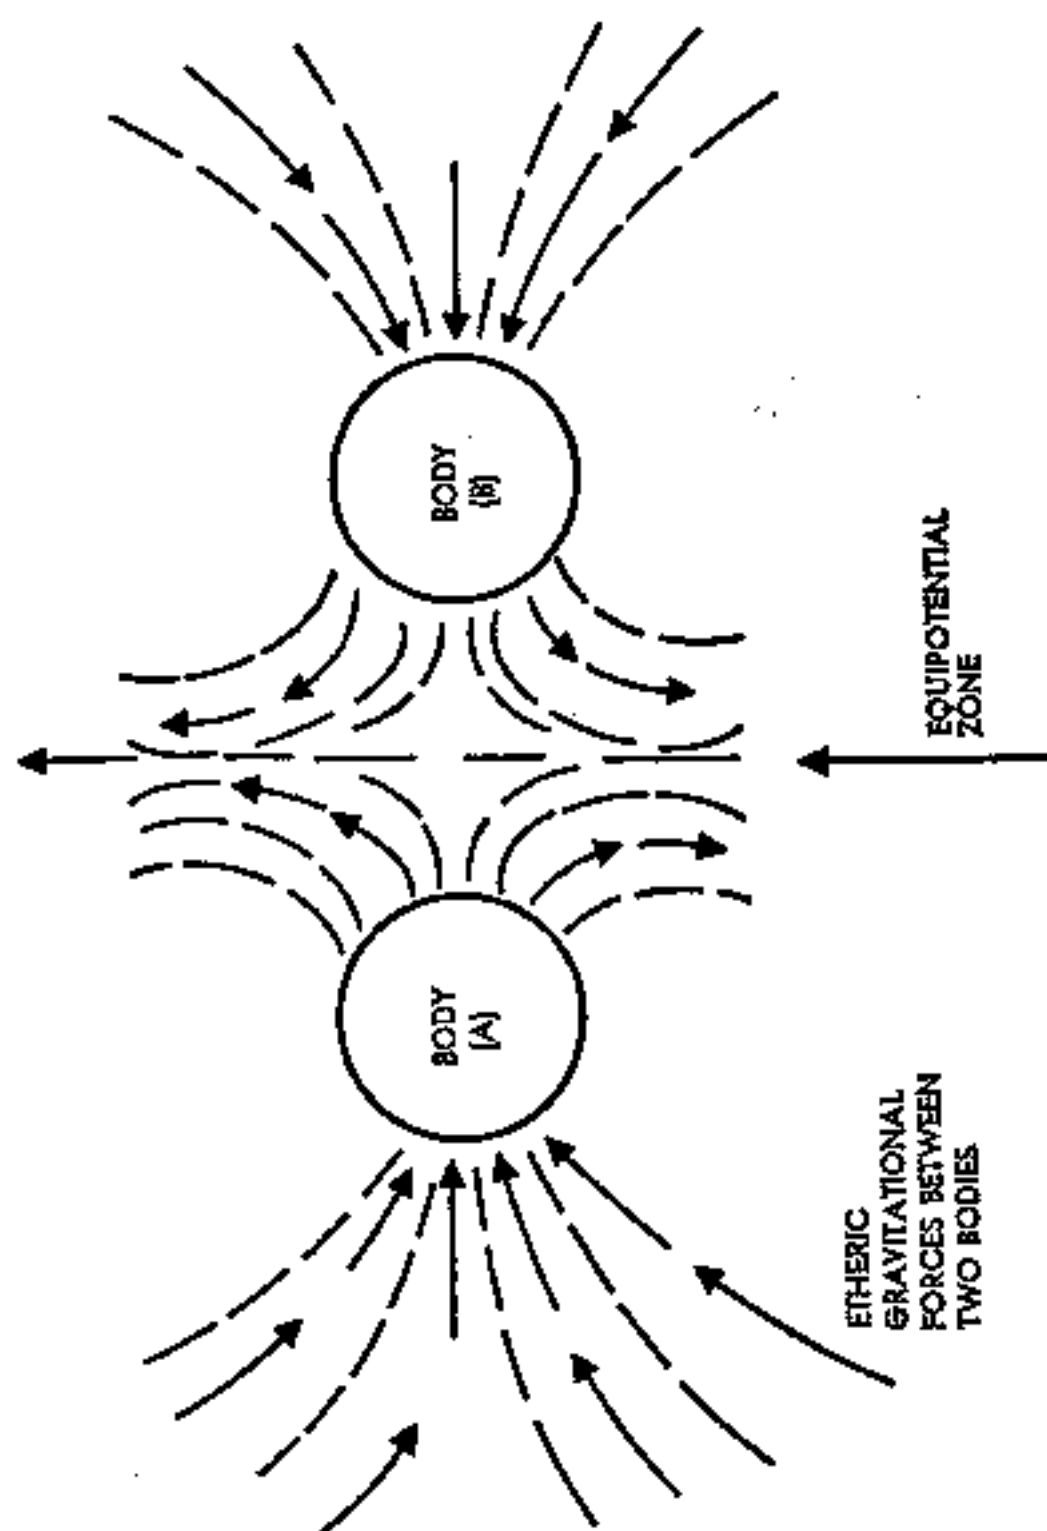 BODY
(B)
BODY
(A)
EQUIPOTENTIAL
ZONE
ETHERIC
GRAVITATIONAL
FORCES BETWEEN
TWO BODIES